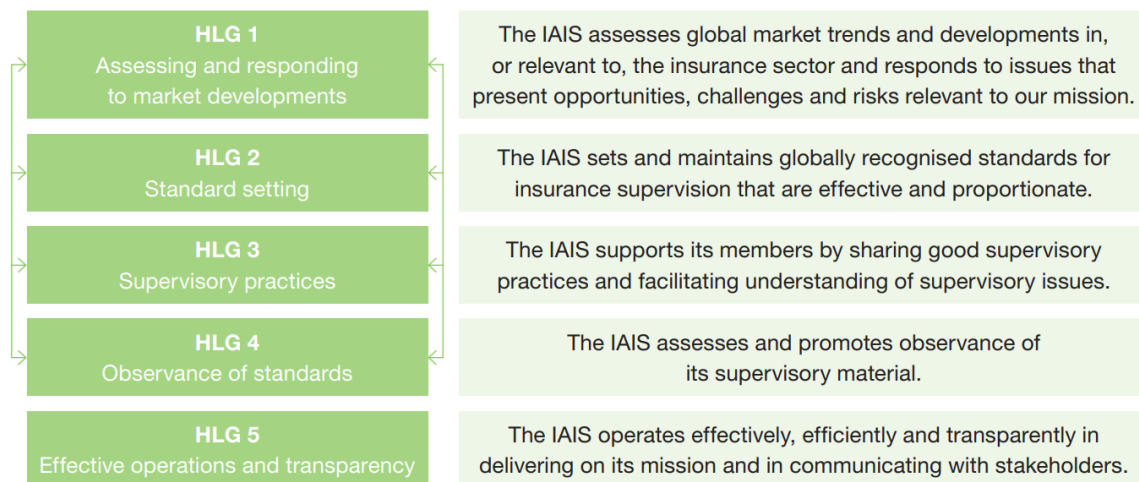 HLG 1
Assessing and responding
to market developments
The IAIS assesses global market trends and developments in,
or relevant to, the insurance sector and responds to issues that
present opportunities, challenges and risks relevant to our mission.
HLG 2
Standard setting
The IAIS sets and maintains globally recognised standards for
insurance supervision that are effective and proportionate.
HLG 3
Supervisory practices
The IAIS supports its members by sharing good supervisory
practices and facilitating understanding of supervisory issues.
HLG 4
Observance of standards
The IAIS assesses and promotes observance of
its supervisory material.
HLG 5
Effective operations and transparency
The IAIS operates effectively, efficiently and transparently in
delivering on its mission and in communicating with stakeholders.